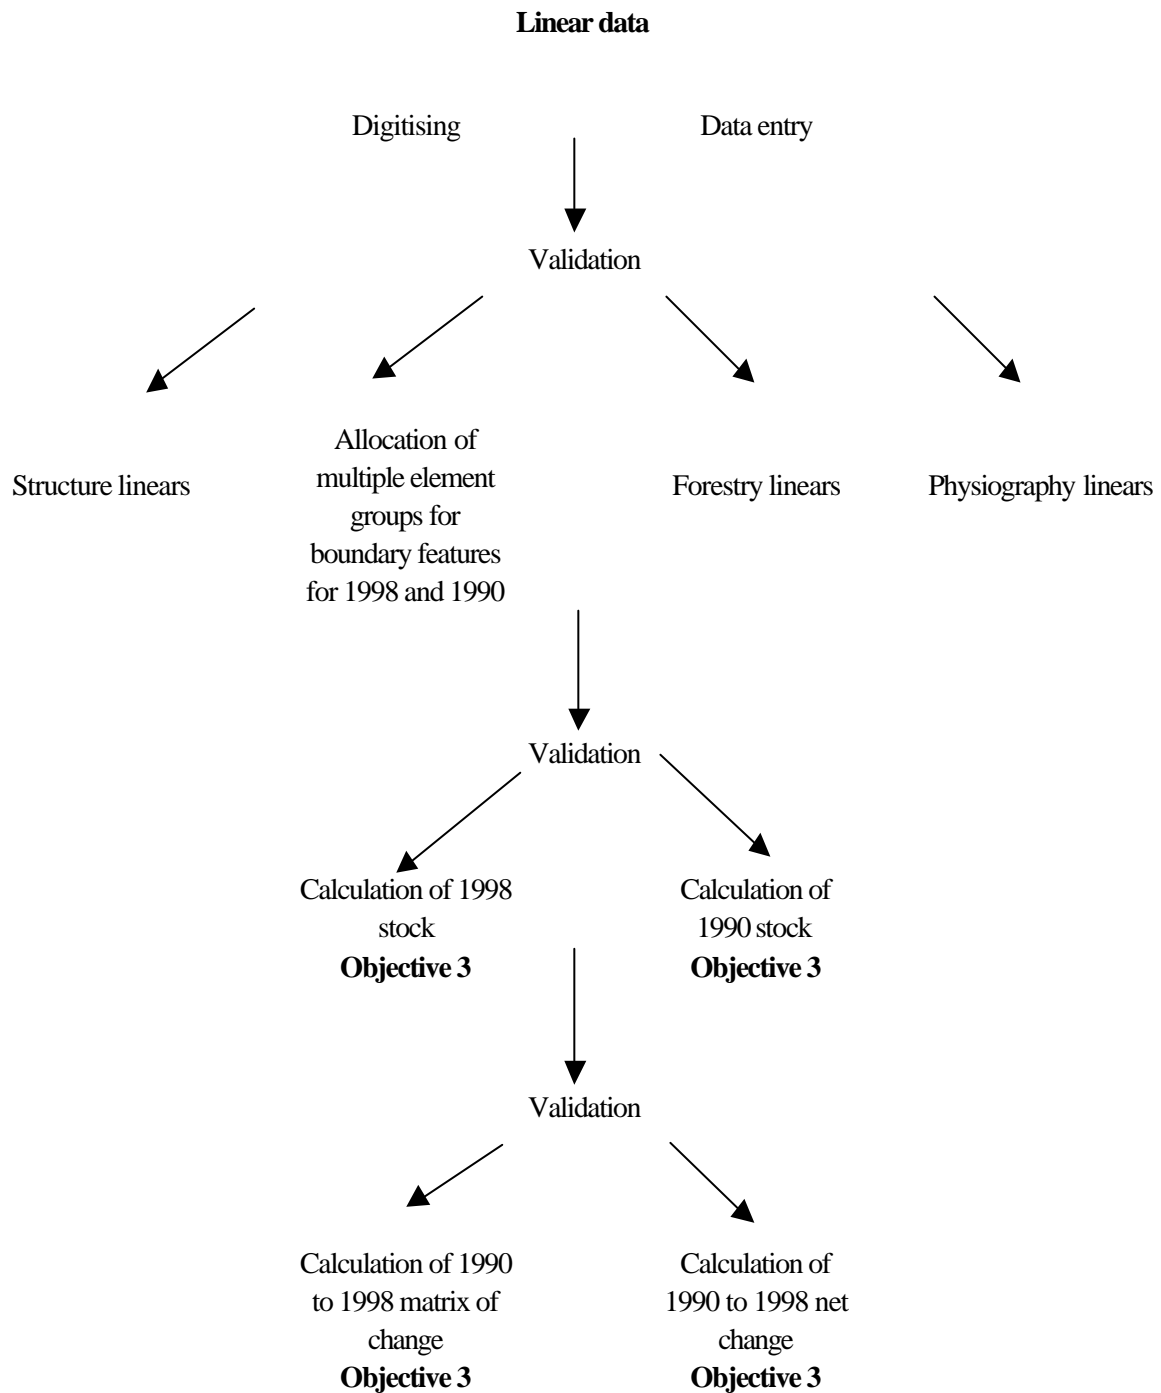 Linear data
Digitising
Data entry
Validation
Structure linears
Allocation of
multiple element
groups for
boundary features
for 1998 and 1990
Forestry linears
Physiography linears
Validation
Calculation of 1998
stock
Objective 3
Calculation of
1990 stock
Objective 3
Validation
Calculation of 1990
to 1998 matrix of
change
Objective 3
Calculation of
1990 to 1998 net
change
Objective 3